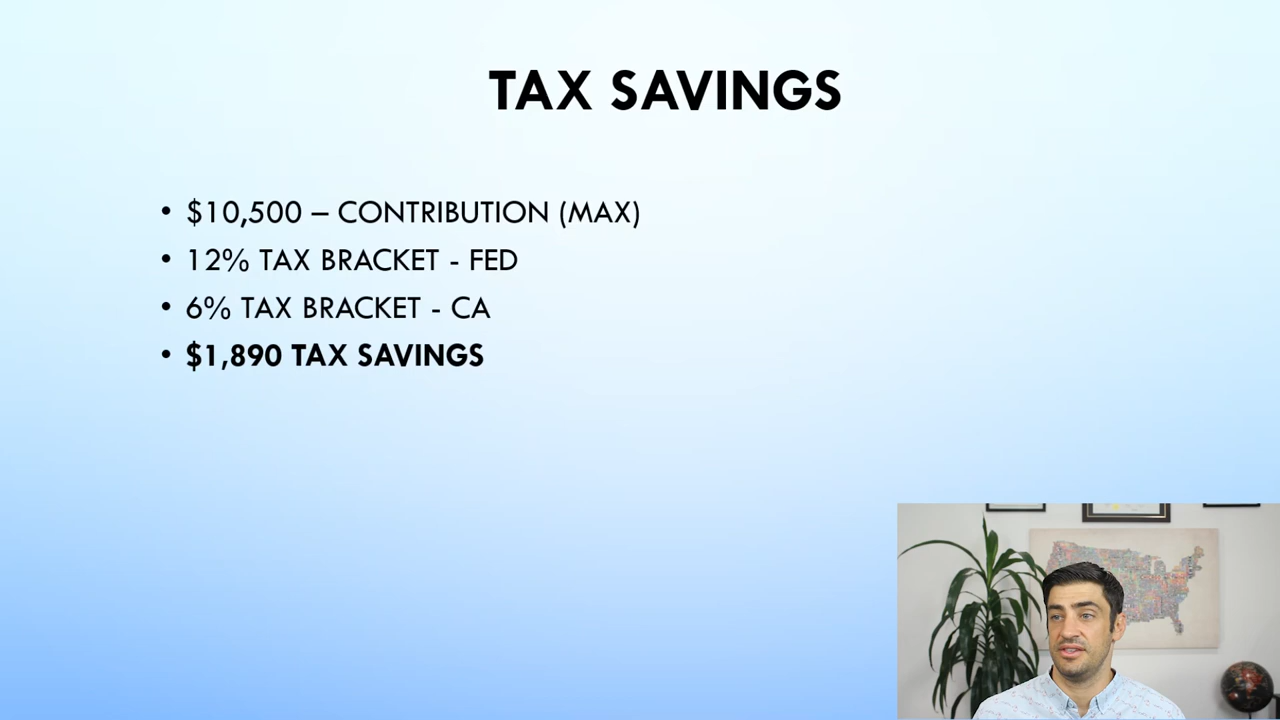 TAX SAVINGS
• $10,500 – CONTRIBUTION (MAX)
• 12% TAX BRACKET - FED
• 6% TAX BRACKET - CA
• $1,890 TAX SAVINGS